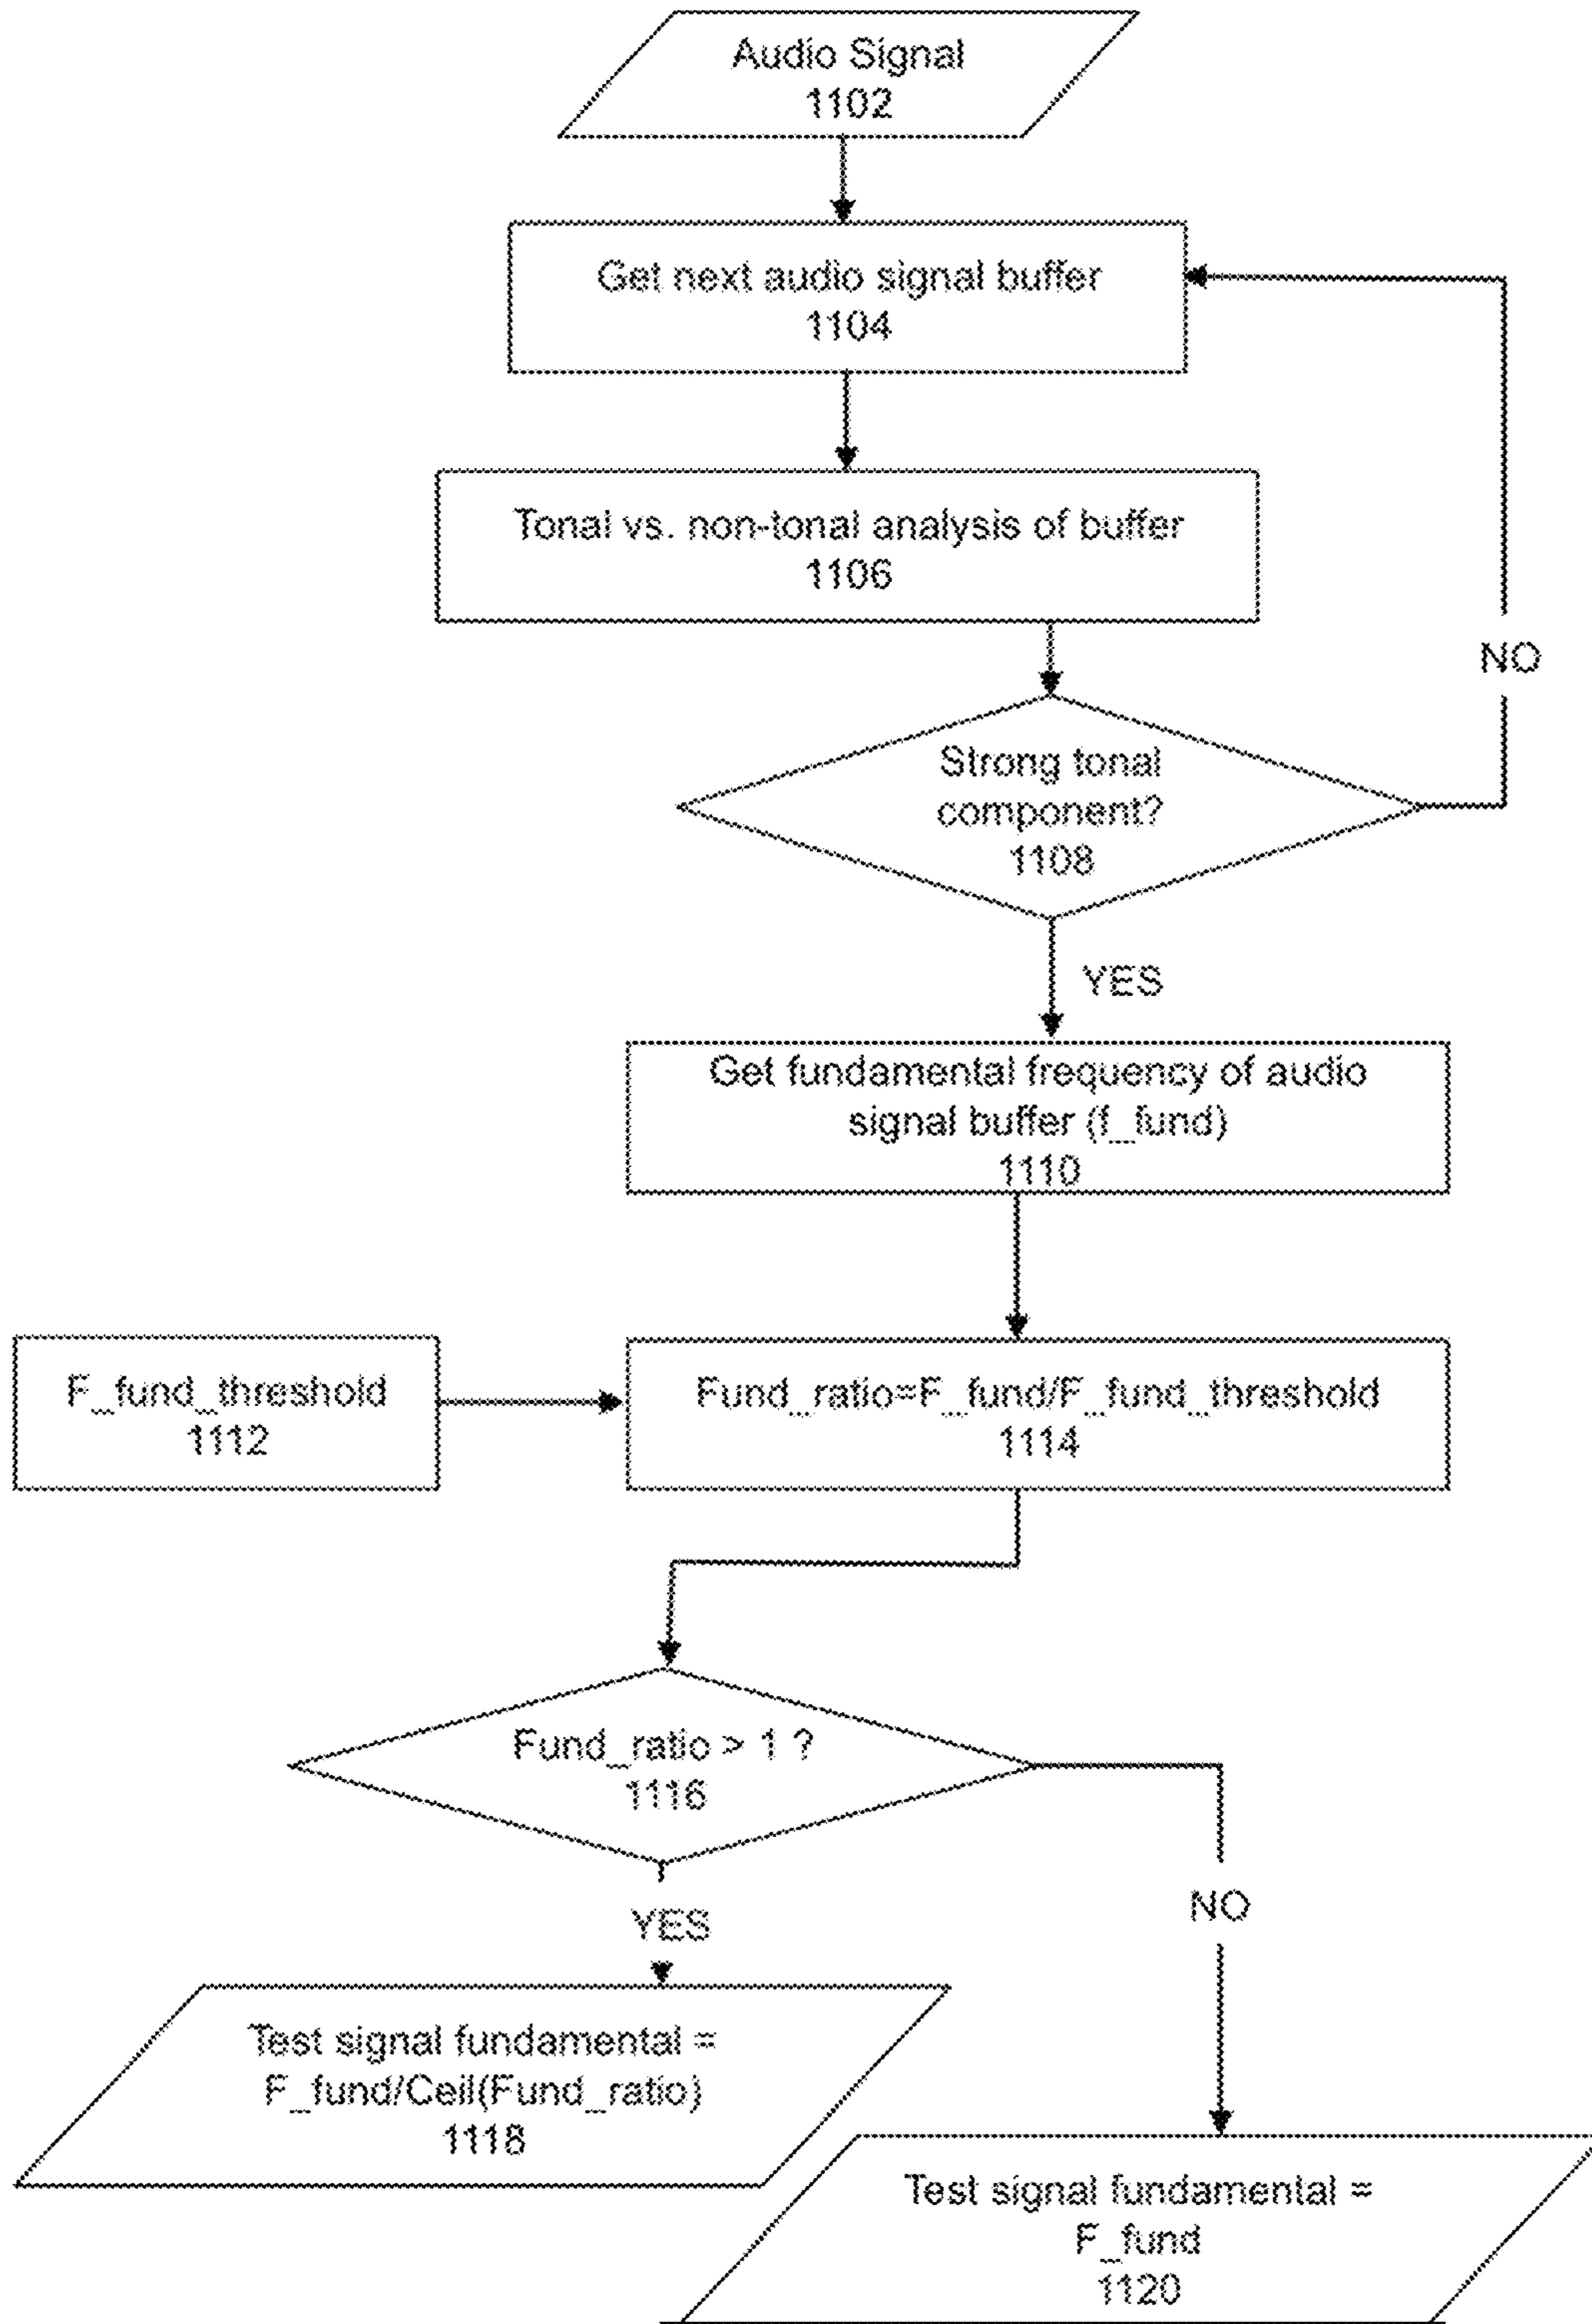 Audio Signal
1102
Get next audio signal buffer
1104
Tonal vs. non-tonal analysis of buffer
1106
NO
Strong tonal
component?
1108
YES
Get fundamental frequency of audio
signal buffer (f_fund)
1110
F_fund_threshold
1112
Fund_ratio=F_fund/F_fund_threshold
1114
Fund_ratio > 1 ?
1116
YES
NO
Test signal fundamental =
F_fund/Ceil(Fund_ratio)
1118
Test signal fundamental =
F_fund
1120